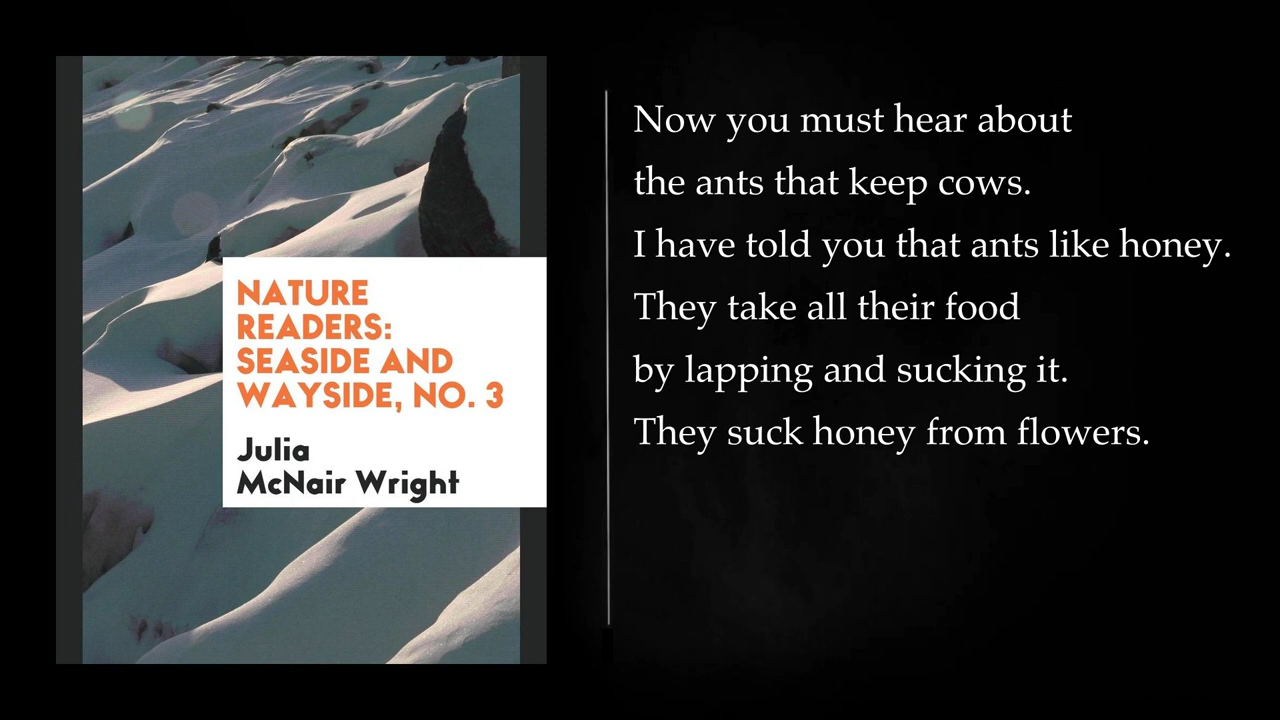 NATURE
READERS:
SEASIDE AND
WAYSIDE, NO. 3
Julia
McNair Wright
Now you must hear about
the ants that keep cows.
I have told you that ants like honey.
They take all their food
by lapping and sucking it.
They suck honey from flowers.